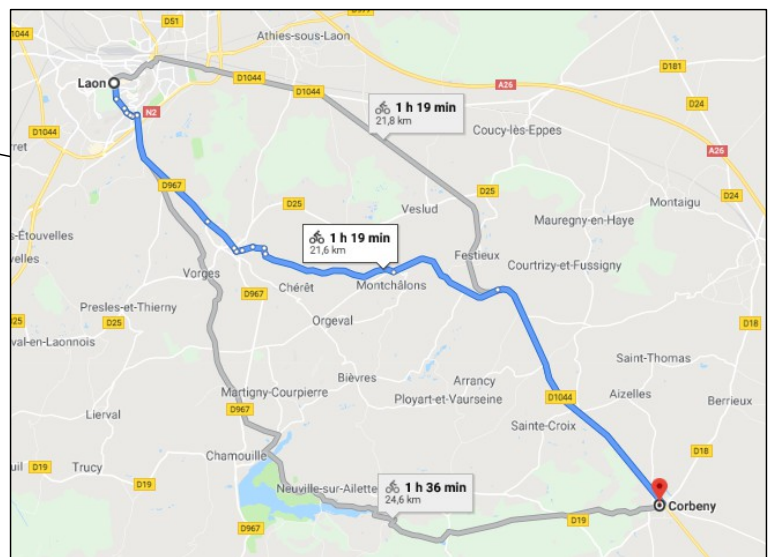 D51
D1044
Athies-sous-Laon
Laon
D1044
D181
A26
D1044
1 h 19 min
21,8 km
D24
N2
D1044
Coucy-lès-Eppes
A26
D967
D25
D24
D25
Veslud
Montaigu
Mauregny-en-Haye
s-Étouvelles
1 h 19 min
21,6 km
Festieux
velles
Vorges
Courtrizy-et-Fussigny
D967
Chérêt
Montchâlons
Presles-et-Thierny
D25
Orgeval
D18
val-en-Laonnois
Saint-Thomas
Bièvres
Arrancy
Martigny-Courpierre
Aizelles
Ployart-et-Vaurseine
D1044
Berrieux
D967
Lierval
Sainte-Croix
D18
Chamouille
uil
D19
Trucy
D19
Neuville-sur-Ailette
1 h 36 min
24,6 km
Corbeny
D967
D19